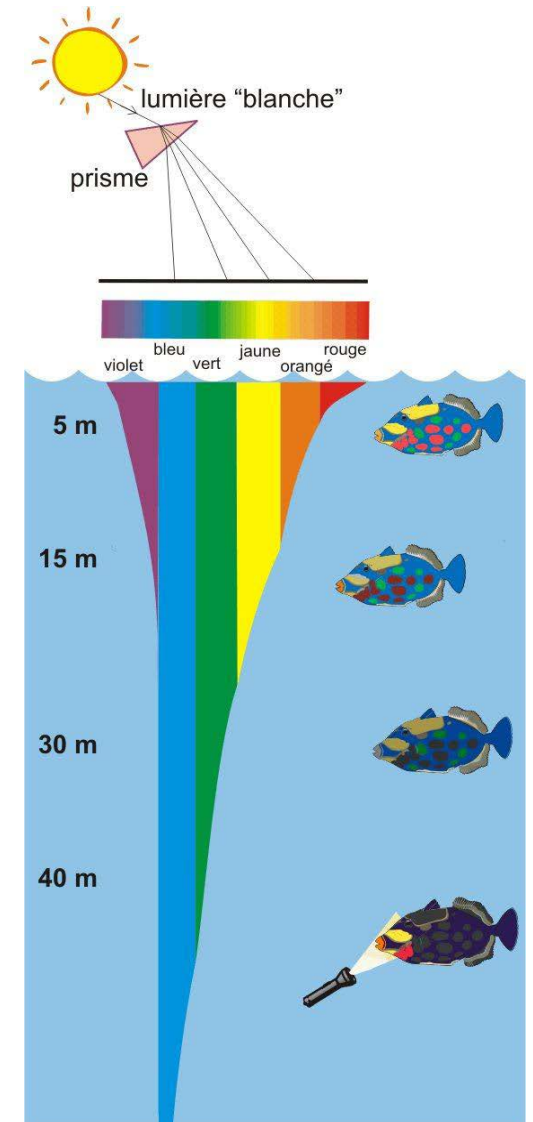 lumière “blanche”
prisme
violet
bleu
vert
jaune
orangé
rouge
5 m
15 m
30 m
40 m